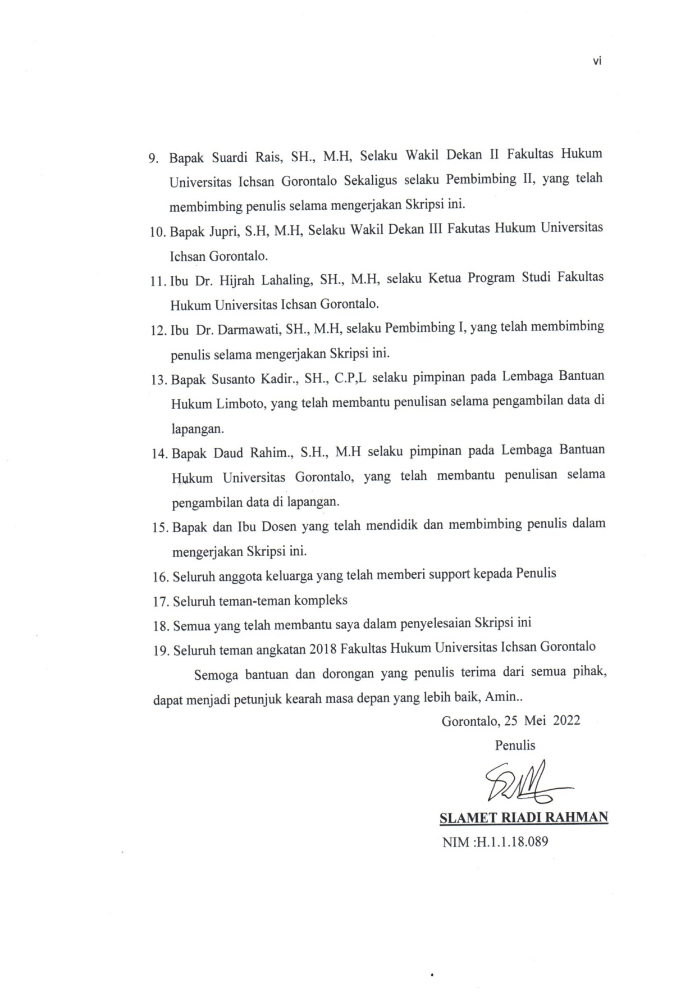 vi
9. Bapak Suardi Rais, SH., M.H, Selaku Wakil Dekan II Fakultas Hukum
Universitas Ichsan Gorontalo Sekaligus selaku Pembimbing II, yang telah
membimbing penulis selama mengerjakan Skripsi ini.
10. Bapak Jupri, S.H, M.H, Selaku Wakil Dekan III Fakutas Hukum Universitas
Ichsan Gorontalo.
11. Ibu Dr. Hijrah Lahaling, SH., M.H, selaku Ketua Program Studi Fakultas
Hukum Universitas Ichsan Gorontalo.
12. Ibu Dr. Darmawati, SH., M.H, selaku Pembimbing I, yang telah membimbing
penulis selama mengerjakan Skripsi ini.
13. Bapak Susanto Kadir., SH., C.P,L selaku pimpinan pada Lembaga Bantuan
Hukum Limboto, yang telah membantu penulisan selama pengambilan data di
lapangan.
14. Bapak Daud Rahim., S.H., M.H selaku pimpinan pada Lembaga Bantuan
Hukum Universitas Gorontalo, yang telah membantu penulisan selama
pengambilan data di lapangan.
15. Bapak dan Ibu Dosen yang telah mendidik dan membimbing penulis dalam
mengerjakan Skripsi ini.
16. Seluruh anggota keluarga yang telah memberi support kepada Penulis
17. Seluruh teman-teman kompleks
18. Semua yang telah membantu saya dalam penyelesaian Skripsi ini
19. Seluruh teman angkatan 2018 Fakultas Hukum Universitas Ichsan Gorontalo
Semoga bantuan dan dorongan yang penulis terima dari semua pihak,
dapat menjadi petunjuk kearah masa depan yang lebih baik, Amin..
Gorontalo, 25 Mei 2022
Penulis
SLAMET RIADI RAHMAN
NIM :H.1.1.18.089